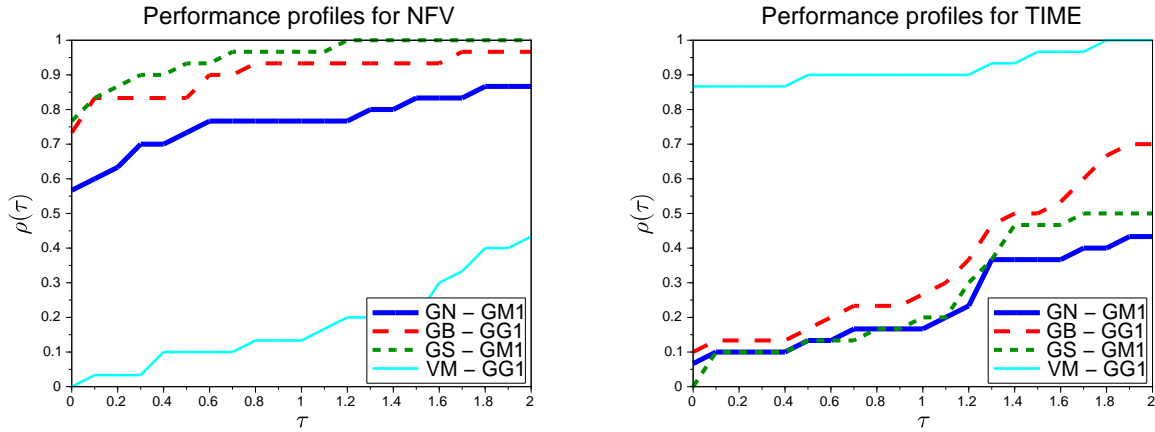 Performance profiles for NFV
1
0.9
0.8
0.7
0.6
0.5
0.4
0.3
0.2
0.1
0
ρ(τ)
0 0.2 0.4 0.6 0.8 1 1.2 1.4 1.6 1.8 2
τ
GN − GM1
GB − GG1
GS − GM1
VM − GG1
Performance profiles for TIME
1
0.9
0.8
0.7
0.6
0.5
0.4
0.3
0.2
0.1
0
ρ(τ)
0 0.2 0.4 0.6 0.8 1 1.2 1.4 1.6 1.8 2
τ
GN − GM1
GB − GG1
GS − GM1
VM − GG1